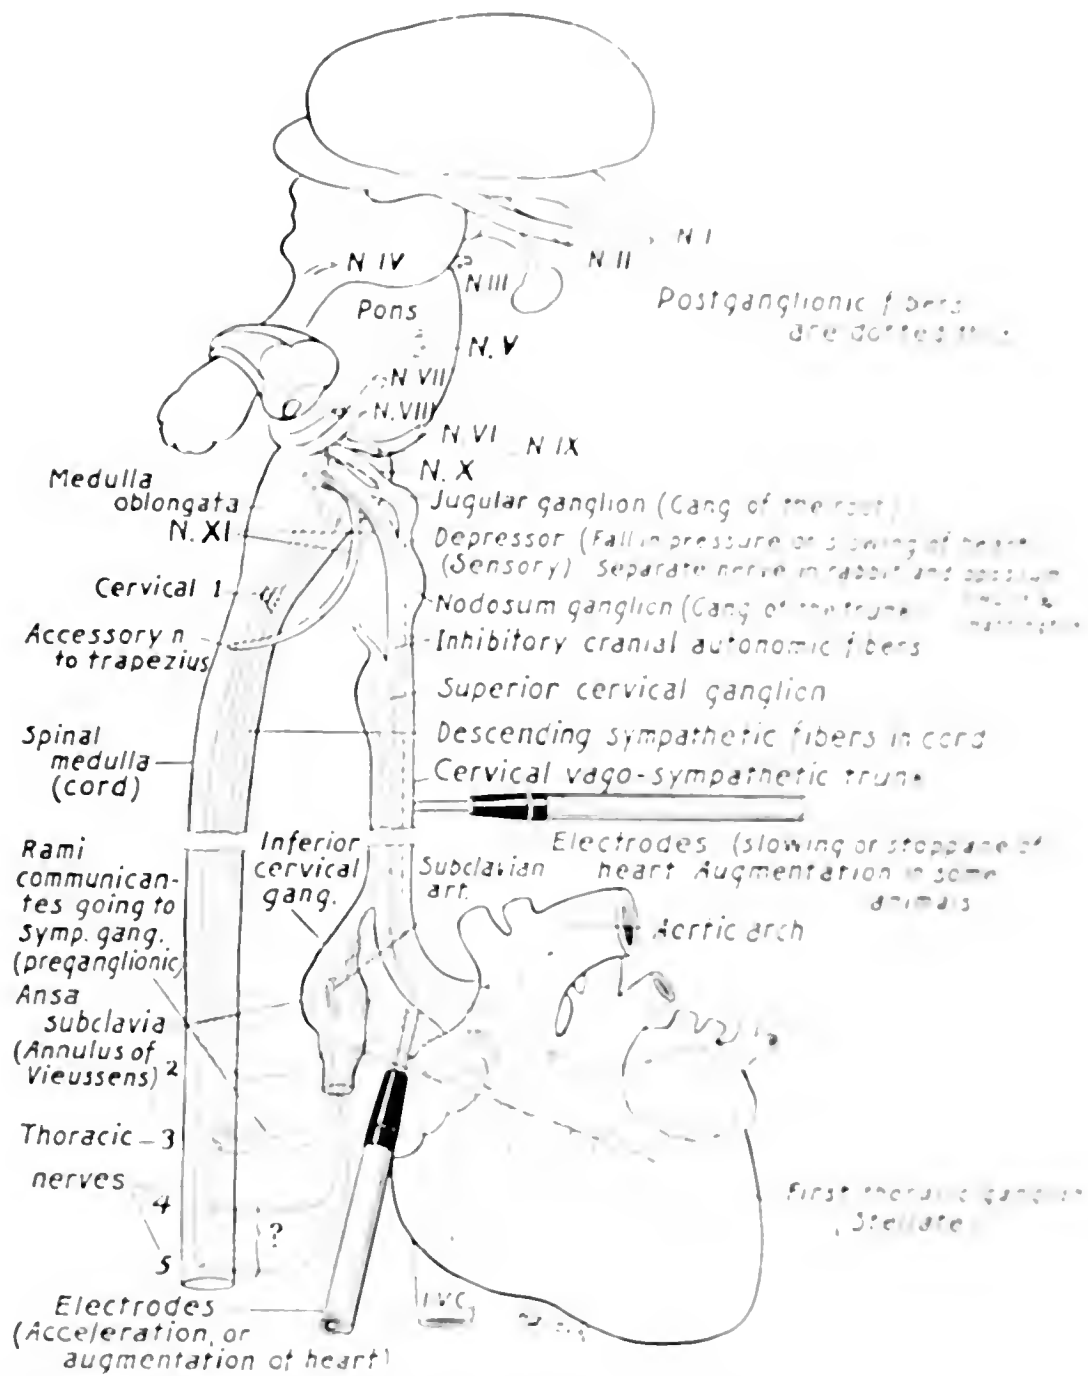 N I
N II
N IV
N III
Pons
Postganglionic fibers
are dotted
N. V
N VII
N. VIII
N. VI
N IX
N. X
Medulla
oblongata
N. XI
Jugular ganglion (Gang of the root)
Depressor (Fall in pressure or slowing of heart
(Sensory) Separate nerve in rabbit and opossum
Cervical 1
Nodosum ganglion (Gang of the trunk
Accessory n
to trapezius
Inhibitory cranial autonomic fibers
Superior cervical ganglion
Spinal
medulla
(cord)
Descending sympathetic fibers in cord
Cervical vago-sympathetic trunk
Electrodes (slowing or stoppage of
heart Augmentation in some
animals
Rami
communican-
tes going to
symp. gang.
(preganglionic)
Inferior
cervical
gang.
Subclavian
art.
Aortic arch
Ansa
subclavia
(Annulus of
Vieussens)
2
Thoracic – 3
nerves
4
5
?
First thoracic ganglion
Stellate
I.V.C.
Electrodes
(Acceleration, or
augmentation of heart)